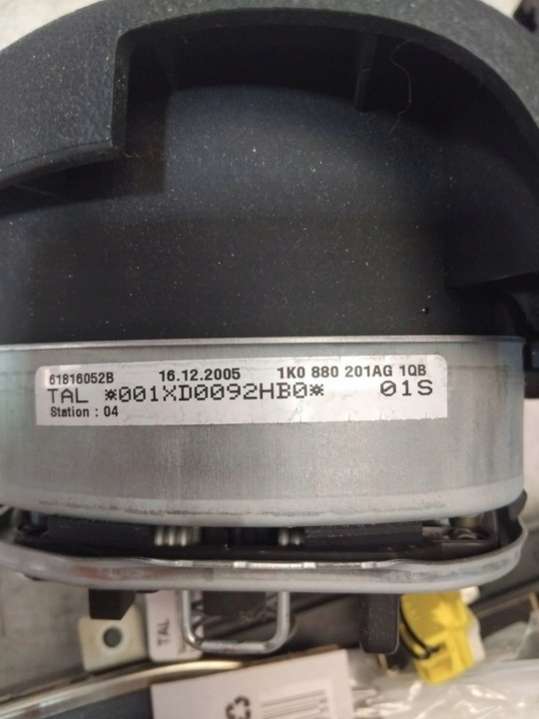 61816052B 16.12.2005 1K0 880 201AG 1QB
TAL *001XD0092HB0* 01S
Station : 04
TAL